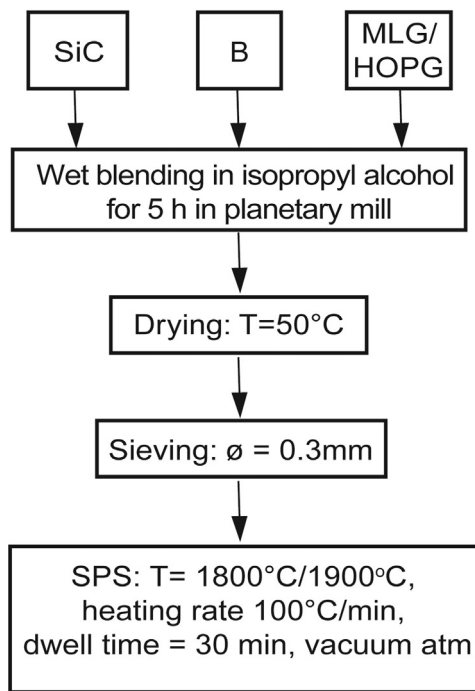 SiC
B
MLG/
HOPG
Wet blending in isopropyl alcohol
for 5 h in planetary mill
Drying: T=50°C
Sieving: ø = 0.3mm
SPS: T= 1800°C/1900ºC,
heating rate 100°C/min,
dwell time = 30 min, vacuum atm